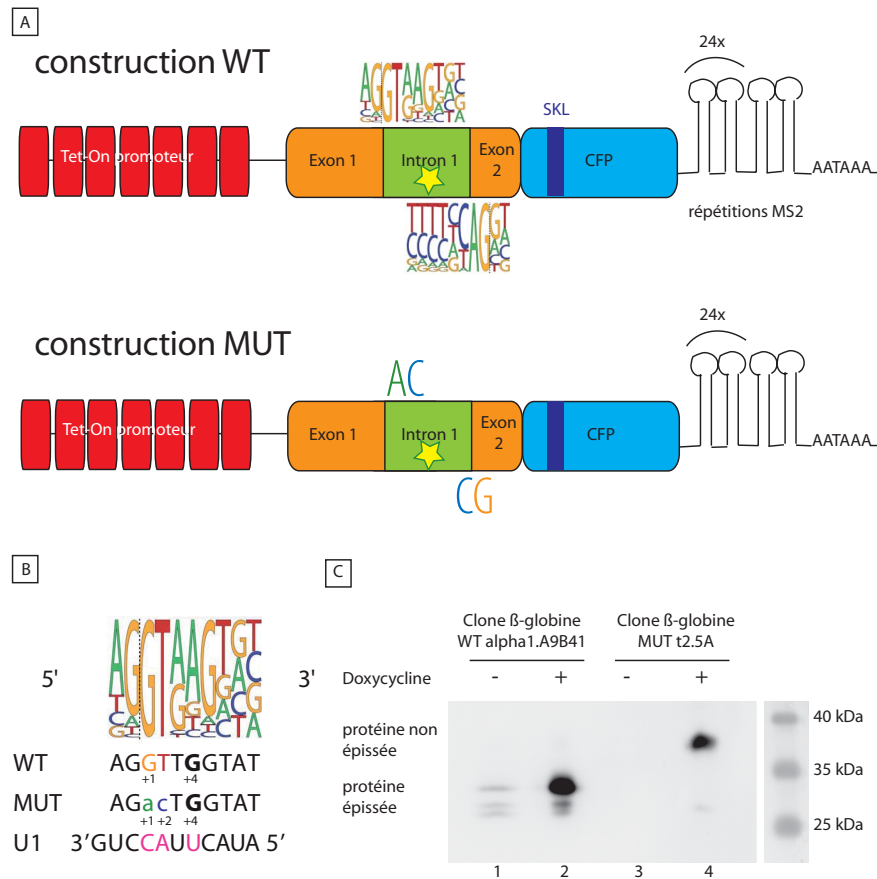 A
construction WT
Tet-On promoteur
Exon 1
Intron 1
Exon 2
SKL
CFP
24x
AATAAA
répétitions MS2
construction MUT
AC
Tet-On promoteur
Exon 1
Intron 1
Exon 2
CFP
24x
AATAAA
CG
B
5'
3'
WT AGGTTGGTAT
+1 +4
MUT AGacTGGTAT
+1 +2 +4
U1 3'GUCCAUUCAUA 5'
C
Clone ß-globine WT alpha1.A9B41
Clone ß-globine MUT t2.5A
Doxycycline - + - +
protéine non épissée
protéine épissée
40 kDa
35 kDa
25 kDa
1 2 3 4